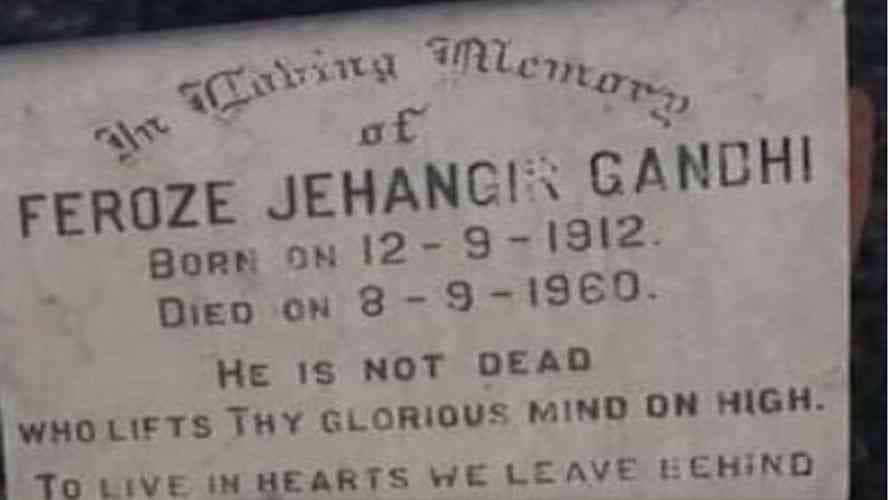 In Loving Memory
of
FEROZE JEHANGIR GANDHI
BORN ON 12-9-1912.
DIED ON 8-9-1960.
HE IS NOT DEAD
WHO LIFTS THY GLORIOUS MIND ON HIGH.
TO LIVE IN HEARTS WE LEAVE BEHIND